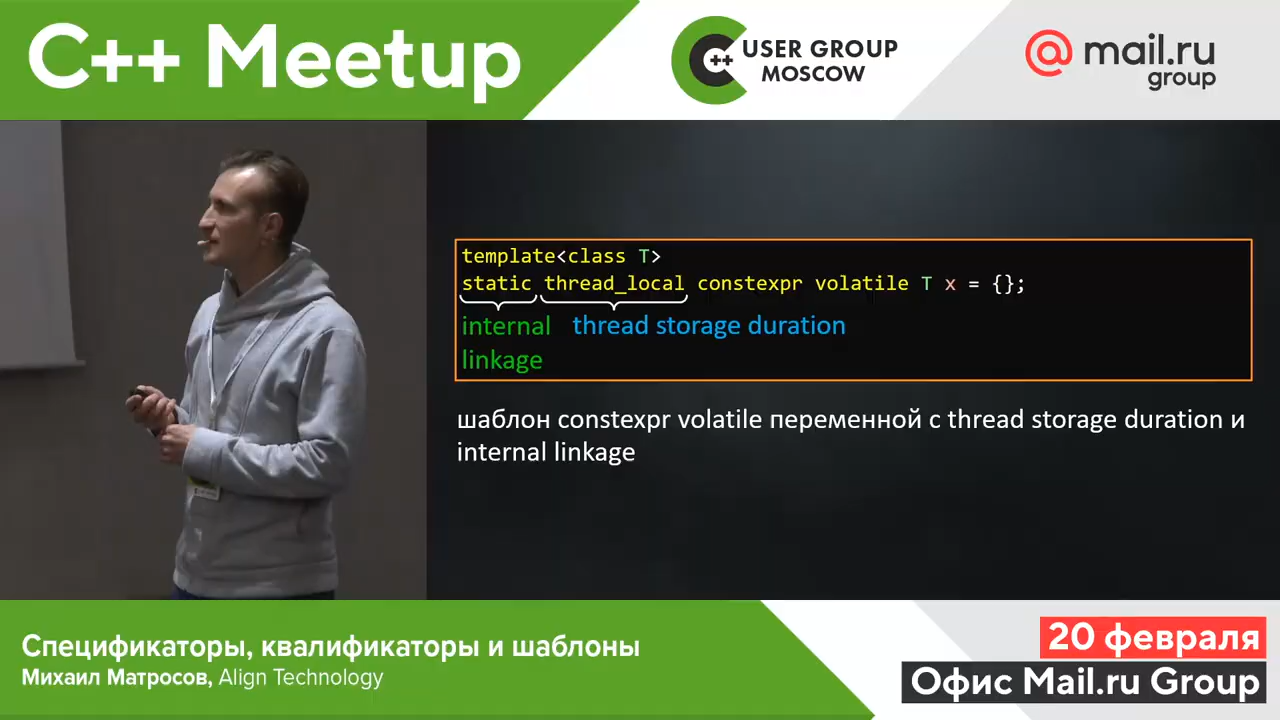 C++ Meetup
C++
USER GROUP
MOSCOW
@mail.ru
group
template<class T>
static thread_local constexpr volatile T x = {};
internal thread storage duration
linkage
шаблон constexpr volatile переменной с thread storage duration и
internal linkage
Спецификаторы, квалификаторы и шаблоны
Михаил Матросов, Align Technology
20 февраля
Офис Mail.ru Group